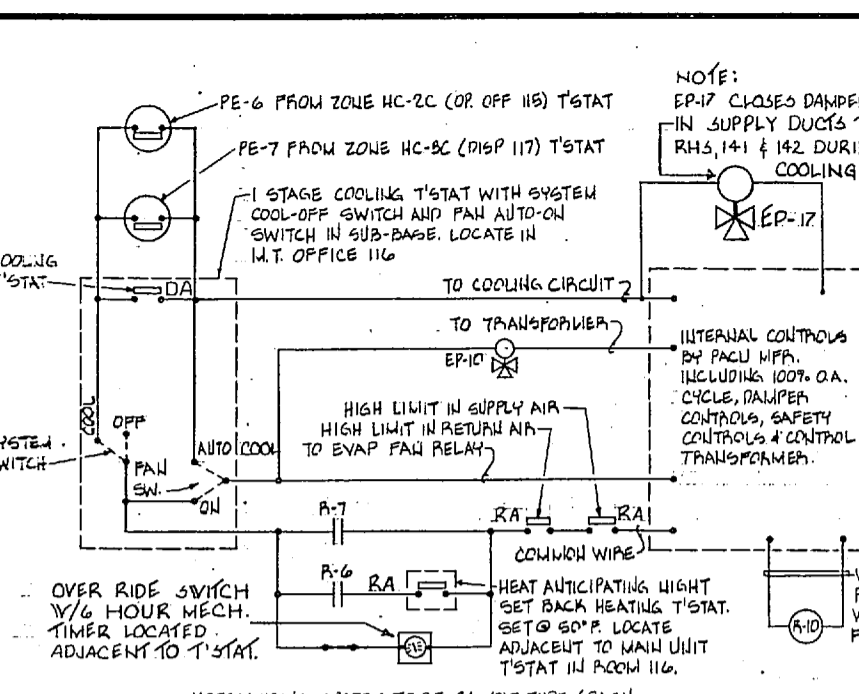 NOTE:
PE-6 FROM ZONE HC-2C (OP. OFF 115) T'STAT
EP-17 CLOSES DAMPE
IN SUPPLY DUCTS T
RHS, 141 & 142 DURI
COOLING
PE-7 FROM ZONE HC-8C (DISP 117) T'STAT
1 STAGE COOLING T'STAT WITH SYSTEM
COOL-OFF SWITCH AND FAN AUTO-ON
SWITCH IN SUB-BASE. LOCATE IN
M.T. OFFICE 116
EP-17
OOLING
'STAT
DA
TO COOLING CIRCUIT
TO TRANSFORMER
EP-10
INTERNAL CONTROLS
BY PACU MFR.
INCLUDING 100% O.A.
CYCLE, DAMPER
CONTROLS, SAFETY
CONTROLS & CONTROL
TRANSFORMER.
HIGH LIMIT IN SUPPLY AIR
HIGH LIMIT IN RETURN AIR
TO EVAP FAN RELAY
COOL
OFF
YSTEM
WITCH
FAN
SW.
AUTO COOL
ON
R-7
RA
RA
COMMON WIRE
R-6
RA
OVER RIDE SWITCH
W/6 HOUR MECH.
TIMER LOCATED
ADJACENT TO T'STAT.
HEAT ANTICIPATING NIGHT
SET BACK HEATING T'STAT.
SET @ 50°F. LOCATE
ADJACENT TO MAIN UNIT
T'STAT IN ROOM 116.
R-10